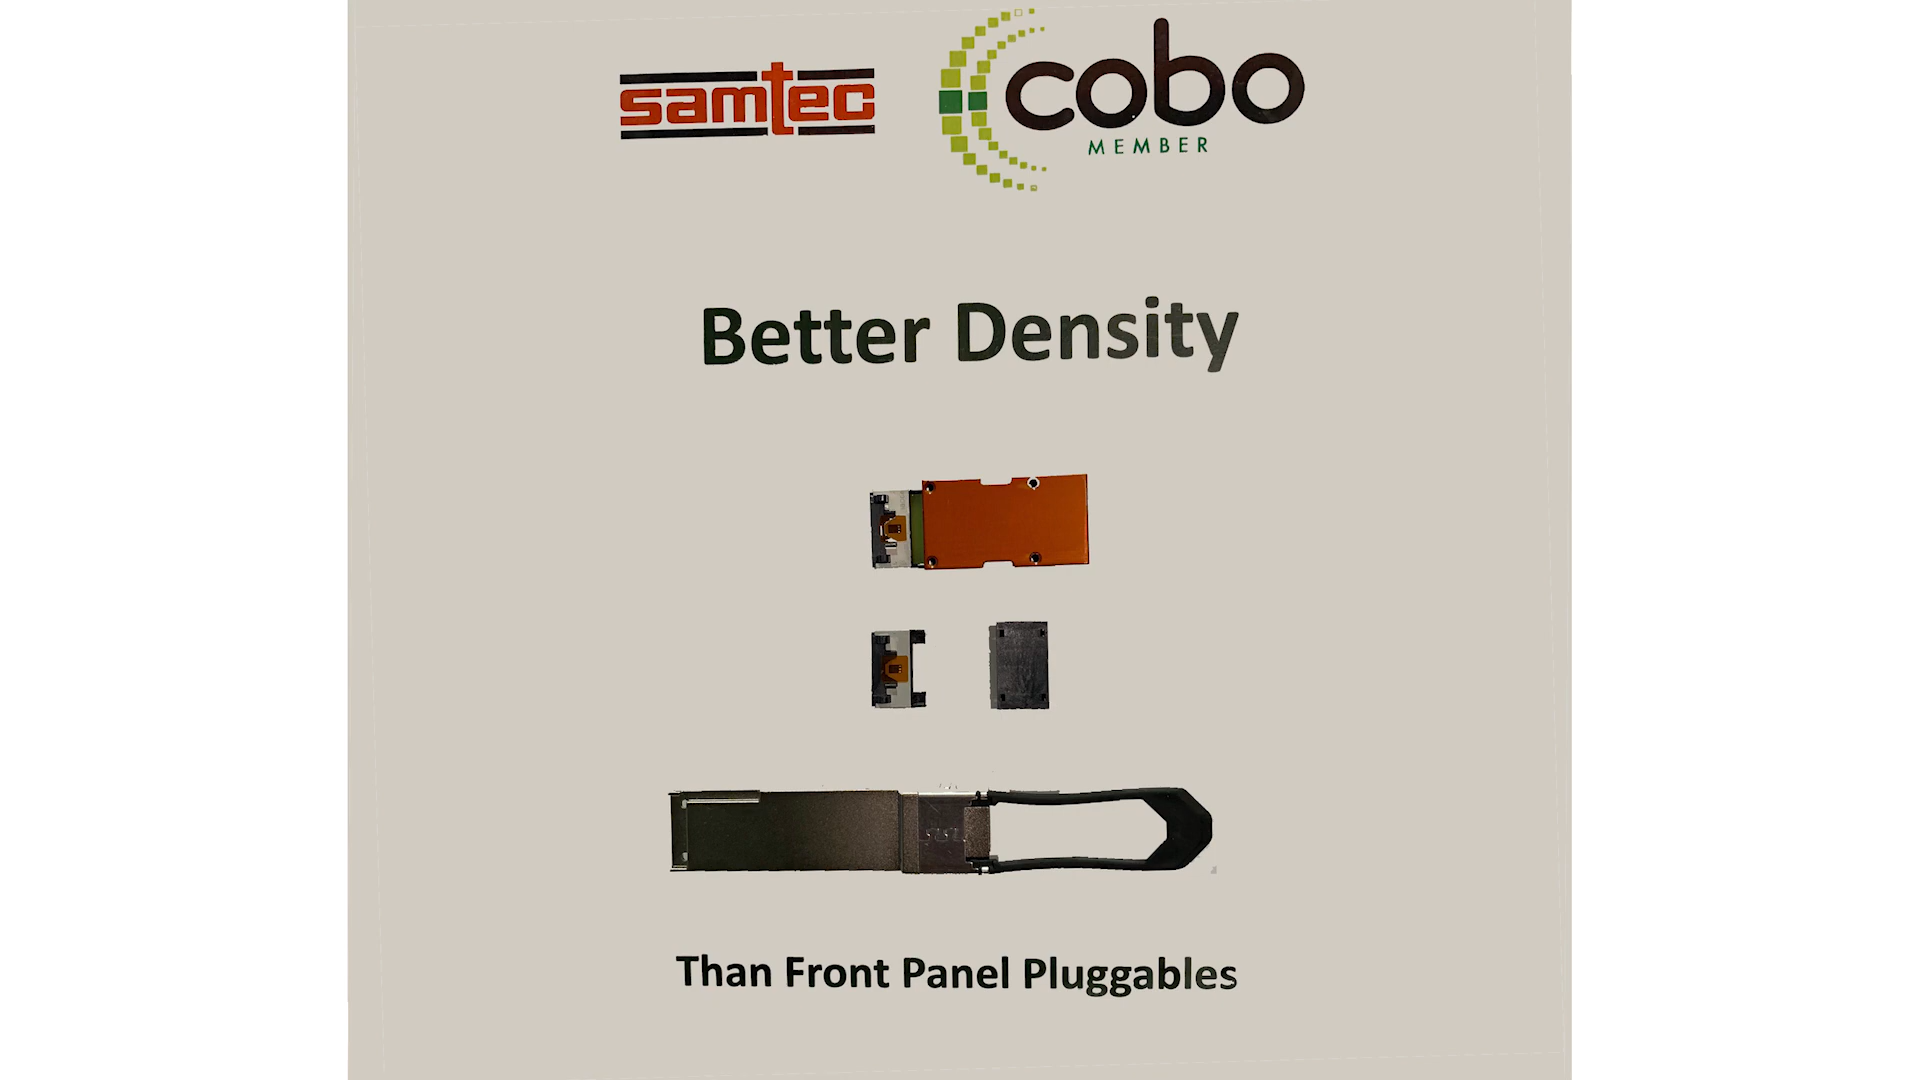 samtec
cobo
MEMBER
Better Density
Than Front Panel Pluggables